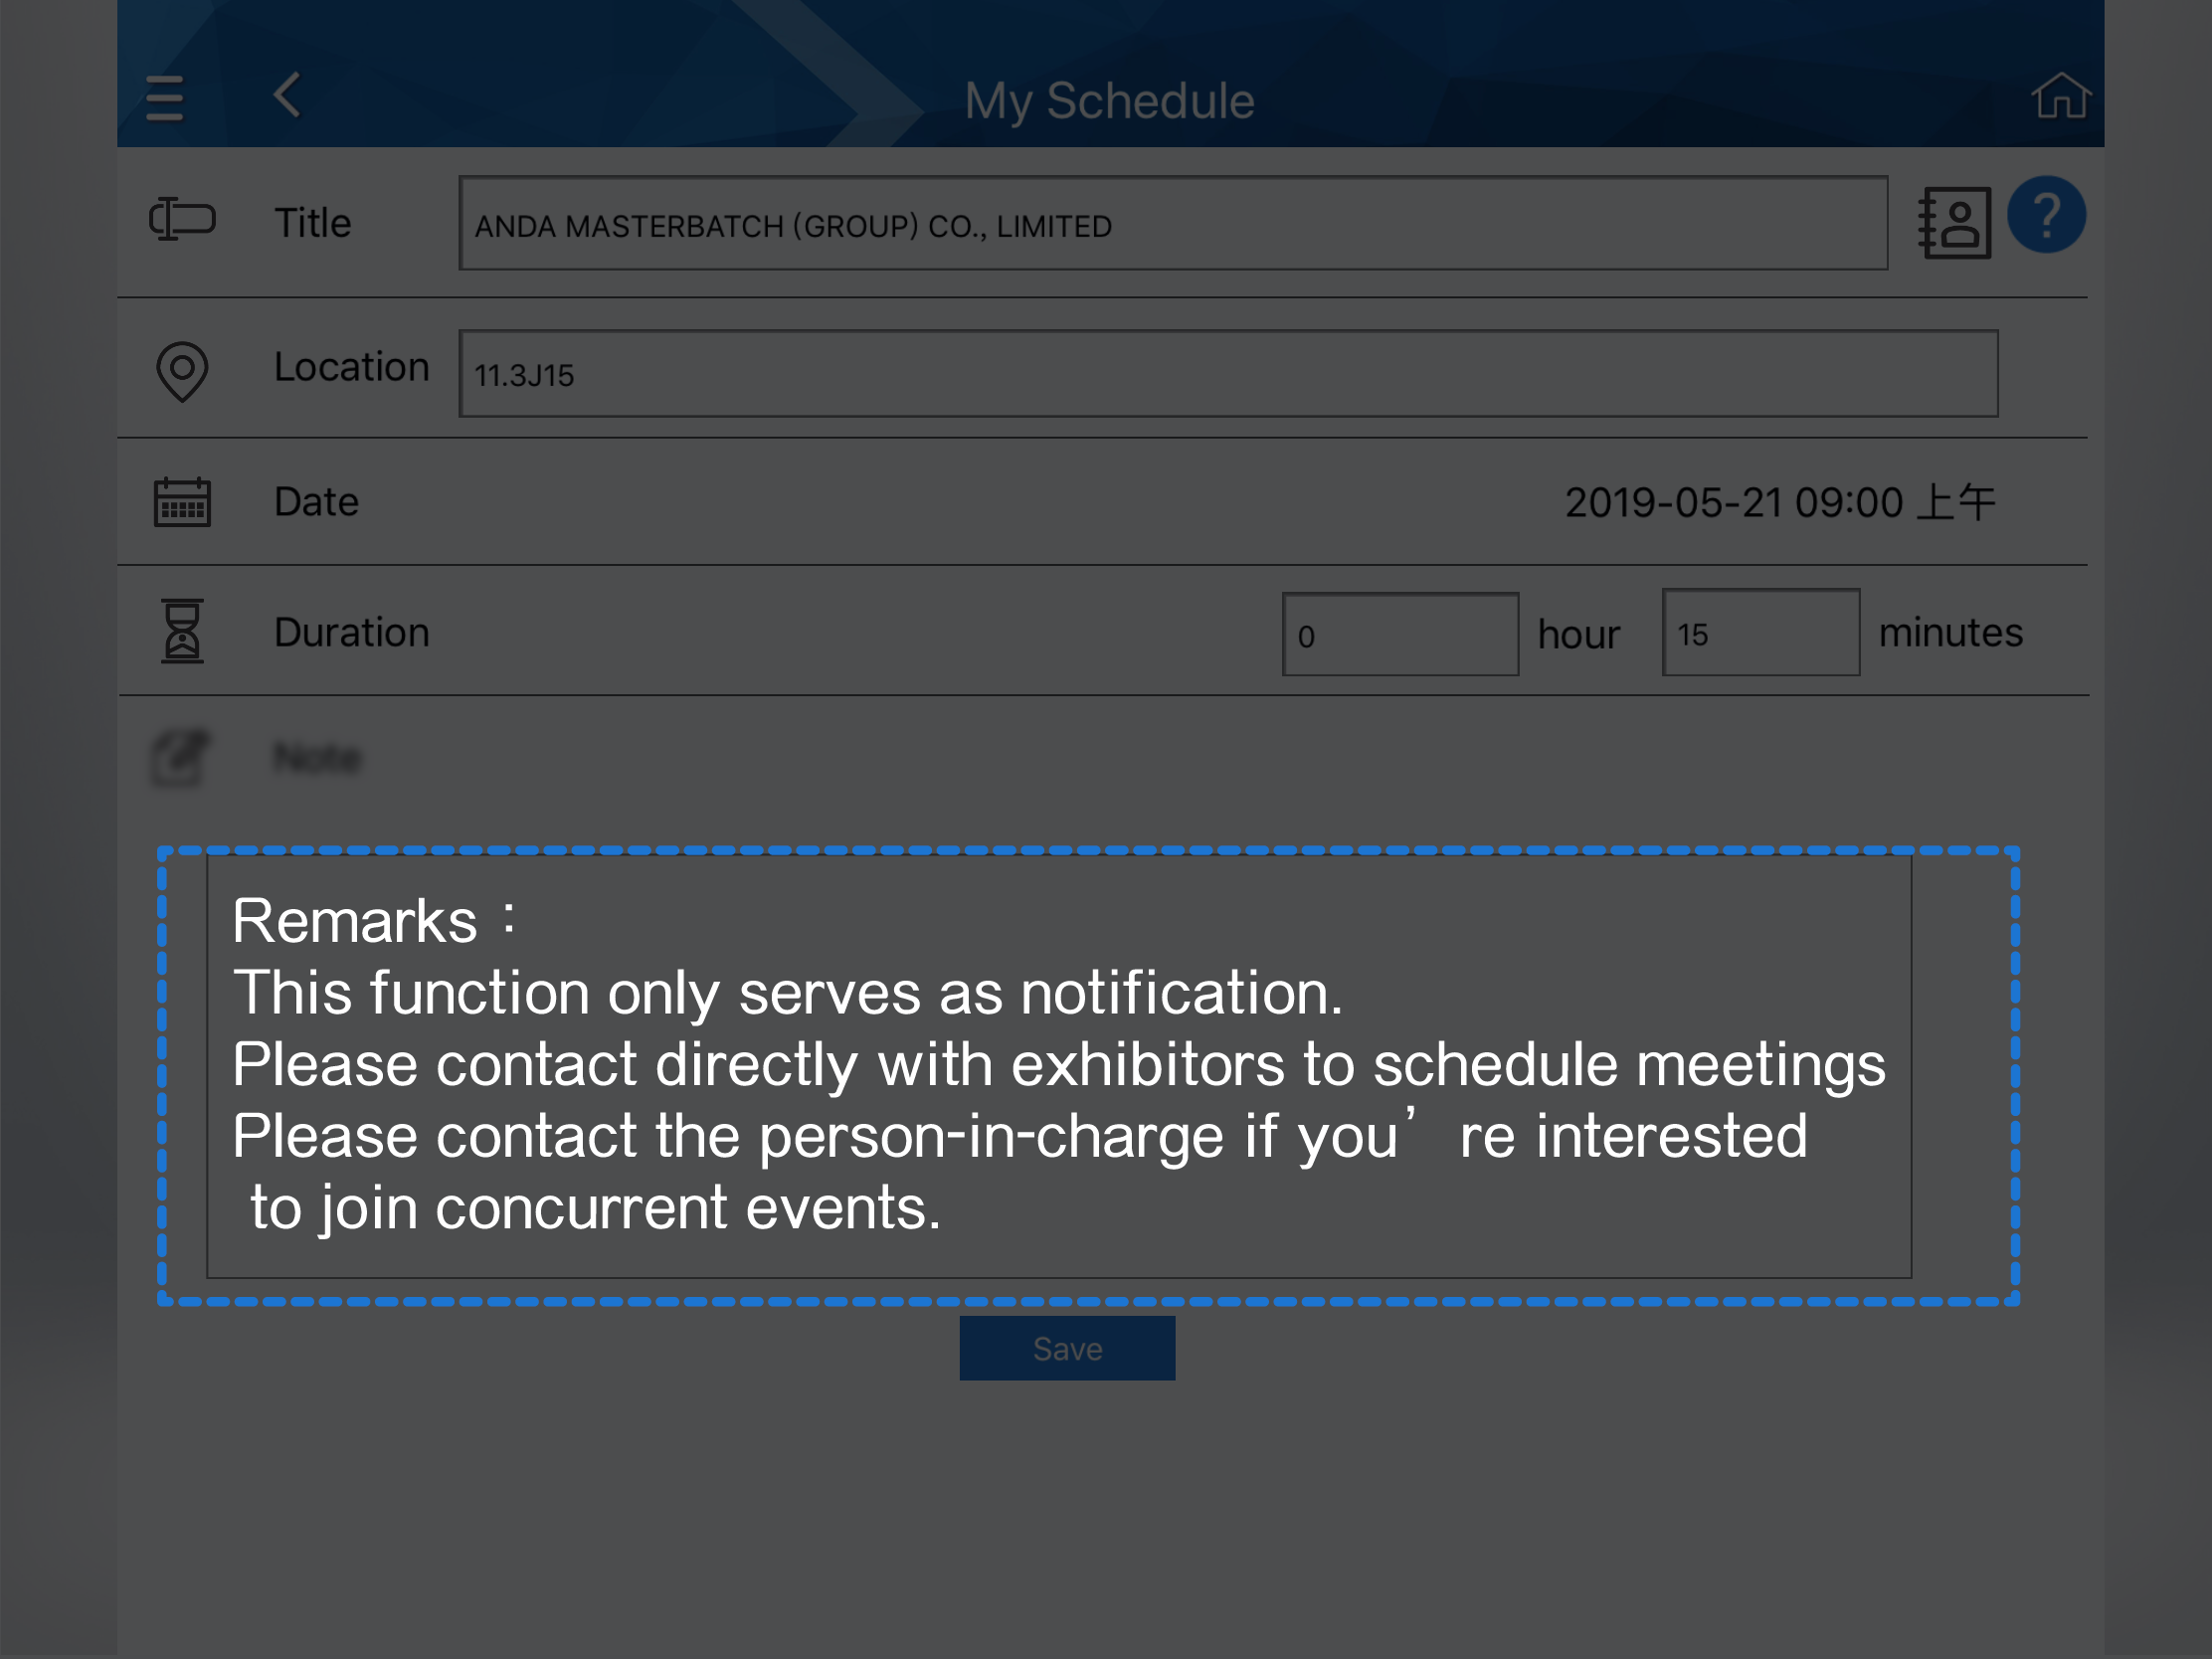 My Schedule
Title
ANDA MASTERBATCH (GROUP) CO., LIMITED
?
Location
11.3J15
Date
2019-05-21 09:00 上午
Duration
0
hour
15
minutes
Note
Remarks：
This function only serves as notification.
Please contact directly with exhibitors to schedule meetings
Please contact the person-in-charge if you’re interested
to join concurrent events.
Save